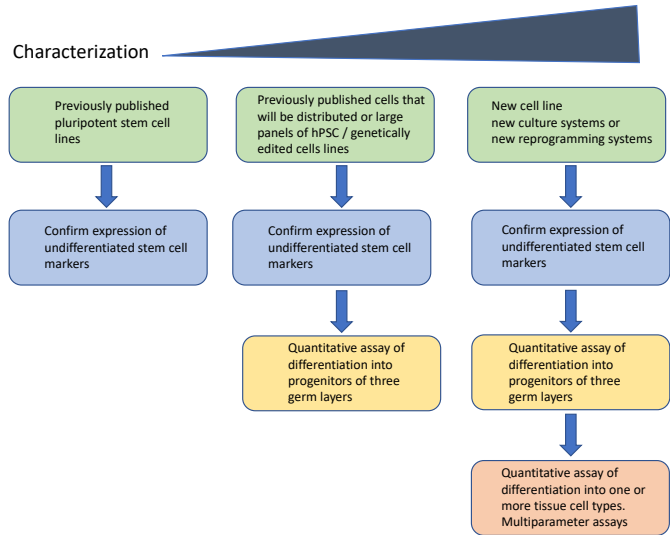 Characterization
Previously published
pluripotent stem cell
lines
Previously published cells that
will be distributed or large
panels of hPSC / genetically
edited cells lines
New cell line
new culture systems or
new reprogramming systems
Confirm expression of
undifferentiated stem cell
markers
Confirm expression of
undifferentiated stem cell
markers
Confirm expression of
undifferentiated stem cell
markers
Quantitative assay of
differentiation into
progenitors of three
germ layers
Quantitative assay of
differentiation into
progenitors of three
germ layers
Quantitative assay of
differentiation into one or
more tissue cell types.
Multiparameter assays